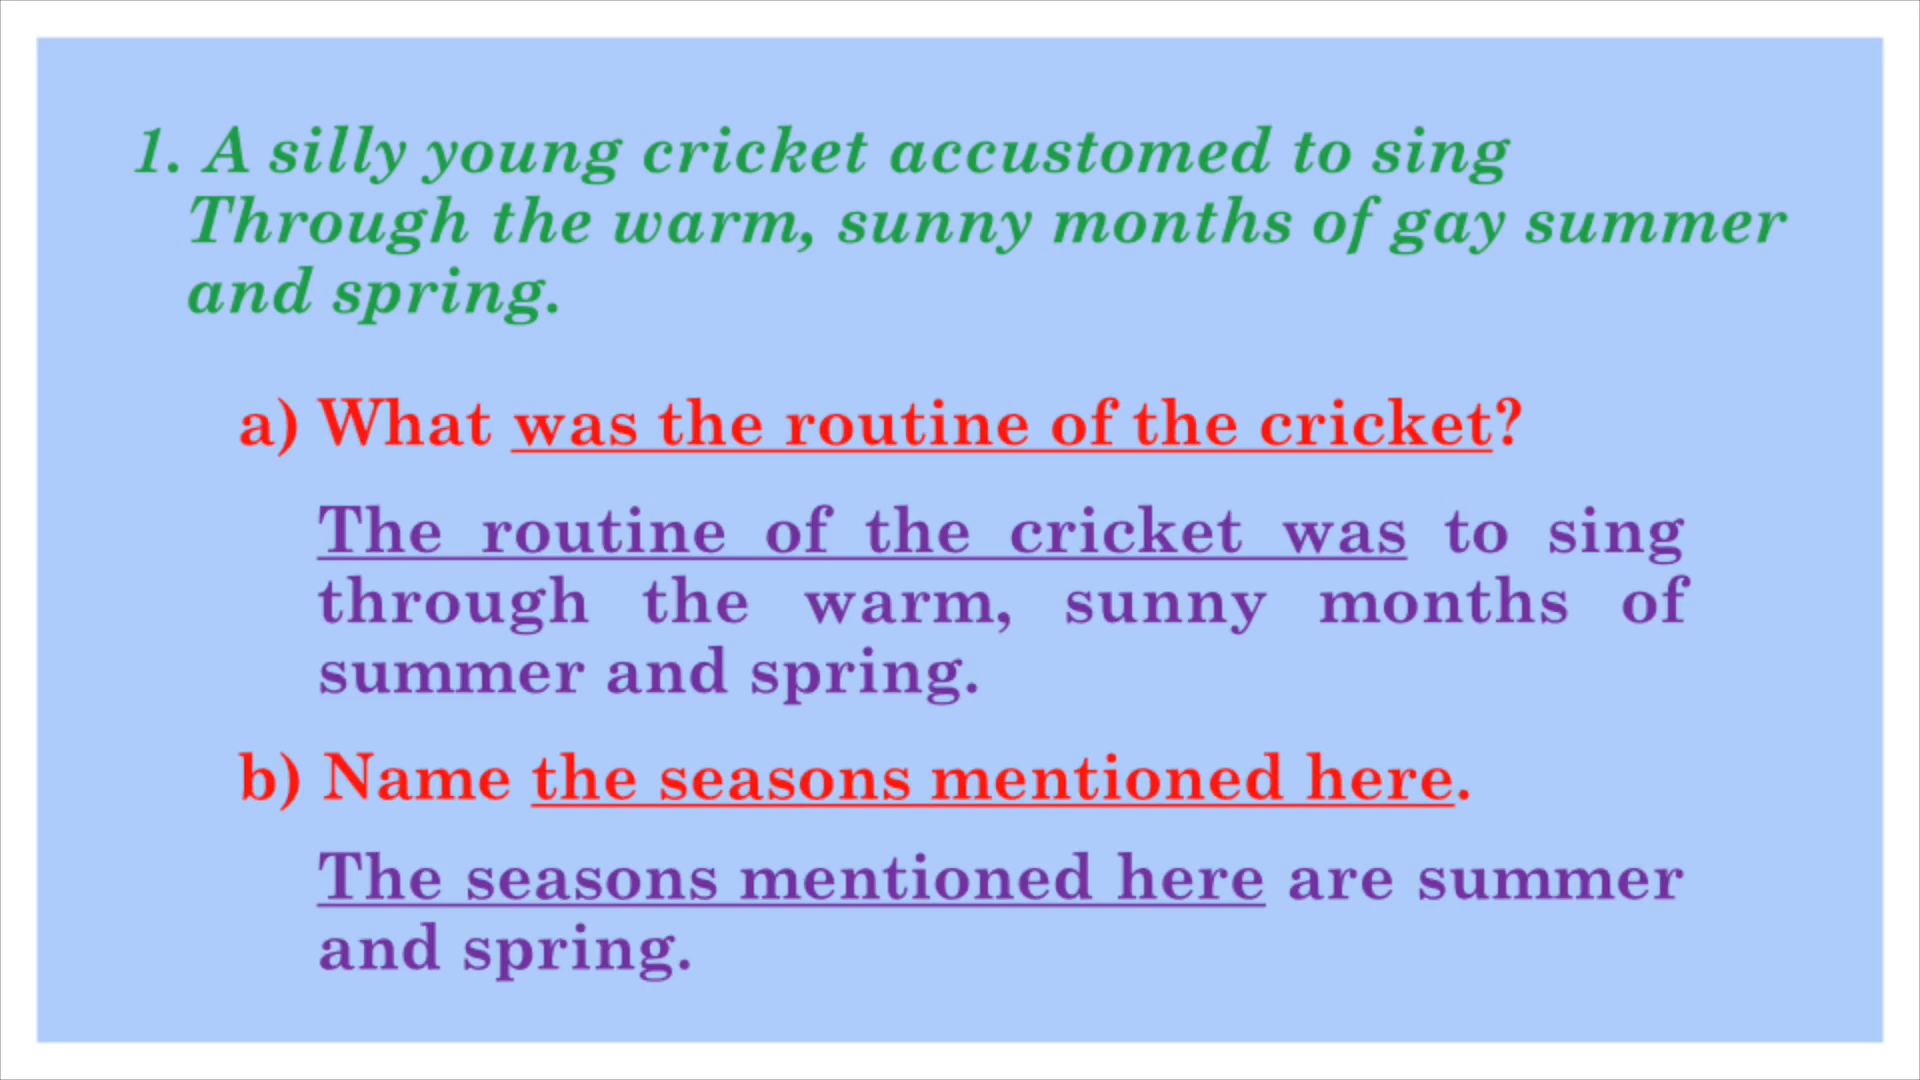 1. A silly young cricket accustomed to sing
Through the warm, sunny months of gay summer
and spring.
a) What was the routine of the cricket?
The routine of the cricket was to sing
through the warm, sunny months of
summer and spring.
b) Name the seasons mentioned here.
The seasons mentioned here are summer
and spring.